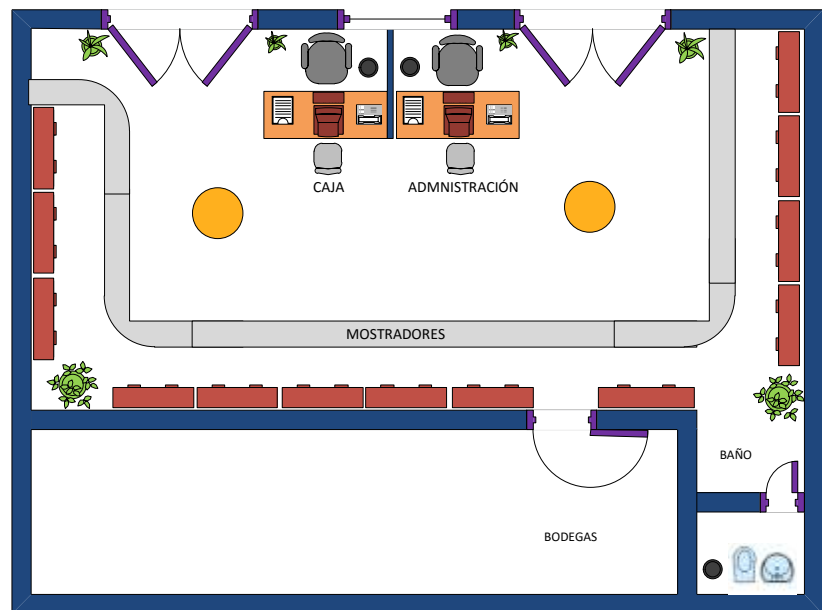 CAJA
ADMNISTRACIÓN
MOSTRADORES
BAÑO
BODEGAS